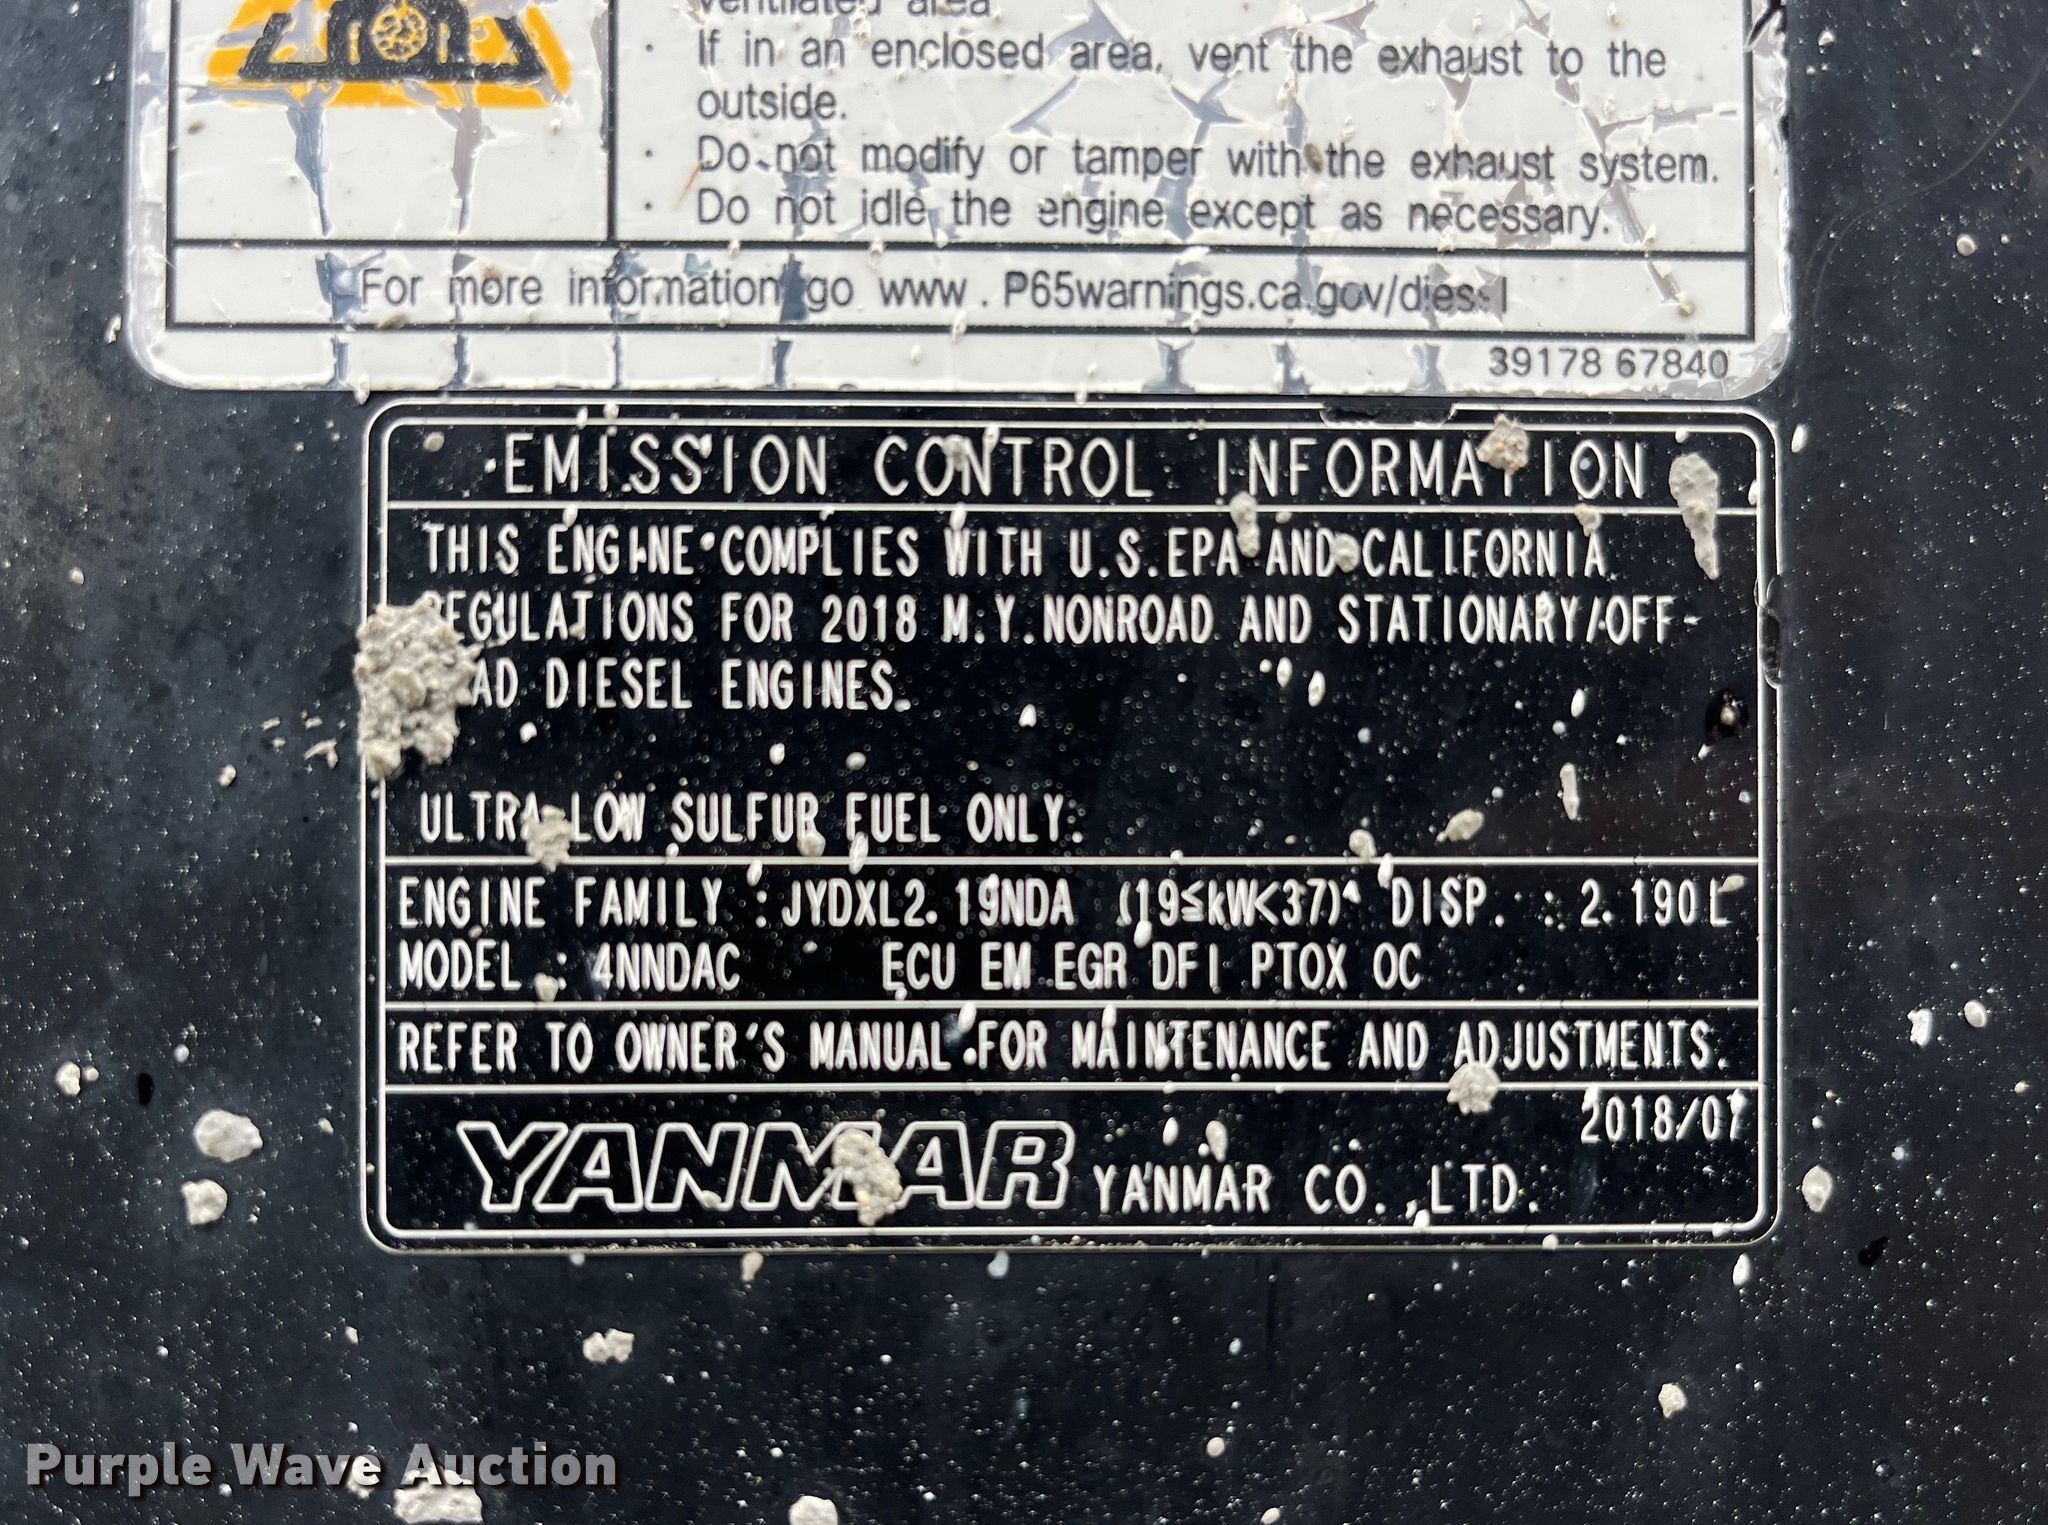 ventilated area
· If in an enclosed area, vent the exhaust to the
outside.
· Do not modify or tamper with the exhaust system.
· Do not idle the engine except as necessary.
For more information go www.P65warnings.ca.gov/diesel
39178 67840
EMISSION CONTROL INFORMATION
THIS ENGINE COMPLIES WITH U.S.EPA AND CALIFORNIA
REGULATIONS FOR 2018 M.Y. NONROAD AND STATIONARY/OFF-
ROAD DIESEL ENGINES.
ULTRA LOW SULFUR FUEL ONLY.
ENGINE FAMILY : JYDXL2.19NDA (19≤kW<37) DISP. : 2.190 L
MODEL : 4NNDAC ECU EM EGR DFI PTOX OC
REFER TO OWNER'S MANUAL FOR MAINTENANCE AND ADJUSTMENTS.
2018/07
YANMAR YANMAR CO.,LTD.
Purple Wave Auction